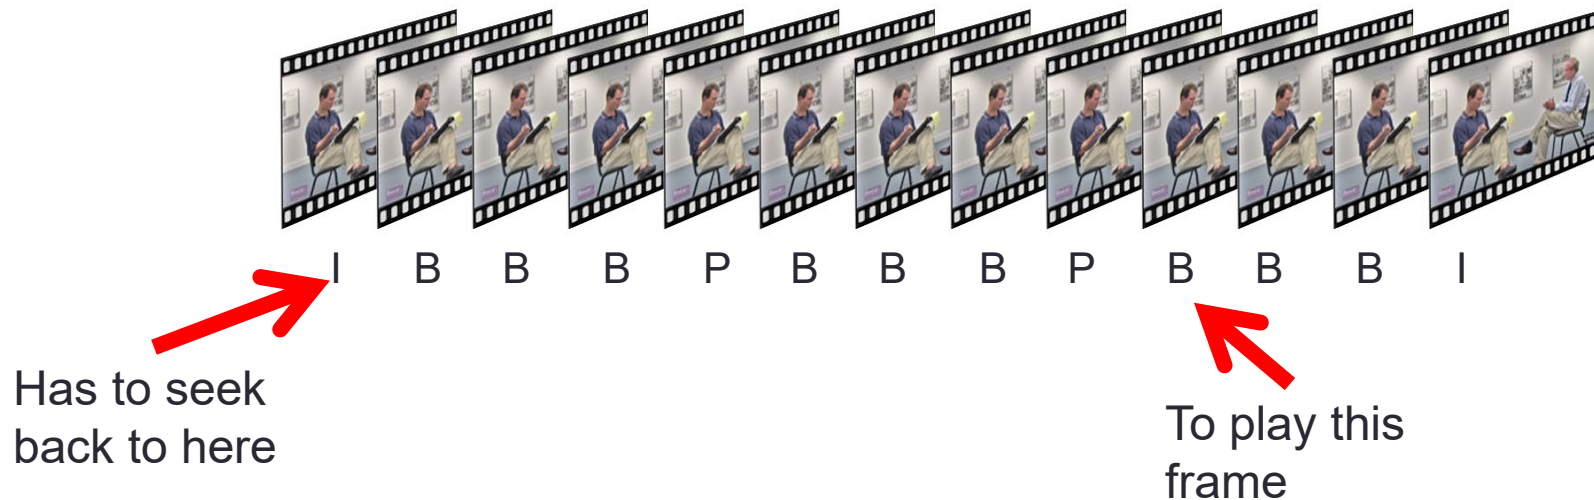 I B B B P B B B P B B B I
Has to seek
back to here
To play this
frame